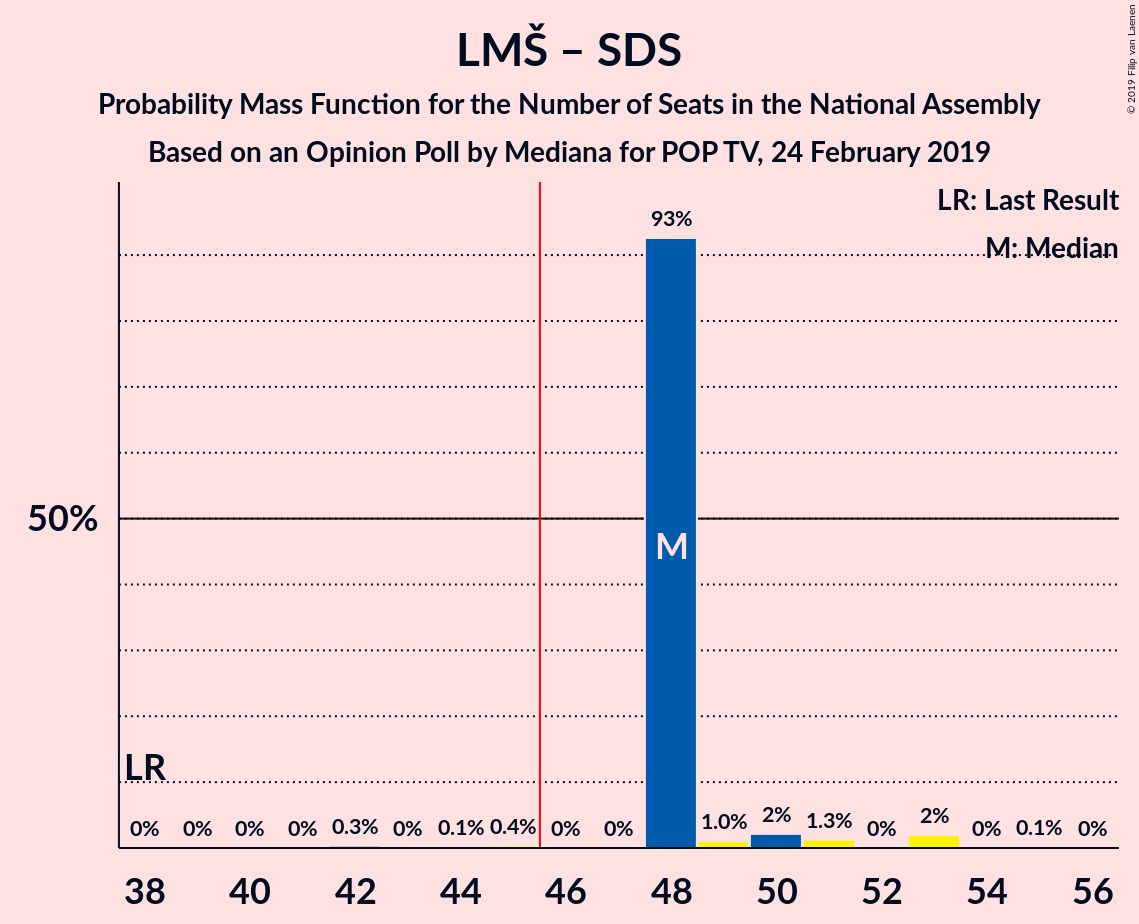 LMŠ – SDS
Probability Mass Function for the Number of Seats in the National Assembly
Based on an Opinion Poll by Mediana for POP TV, 24 February 2019
© 2019 Filip van Laenen
LR: Last Result
M: Median
93%
50%
M
LR
0% 0% 0% 0% 0.3% 0% 0.1% 0.4% 0% 0% 1.0% 2% 1.3% 0% 2% 0% 0.1% 0%
38 40 42 44 46 48 50 52 54 56